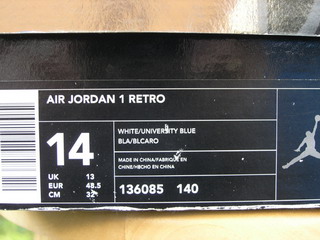 AIR JORDAN 1 RETRO
14
WHITE/UNIVERSITY BLUE
BLA/BLCARO
UK 13
EUR 48.5
CM 32
MADE IN CHINA/FABRIQUE EN
CHINE/HECHO EN CHINA
136085 140